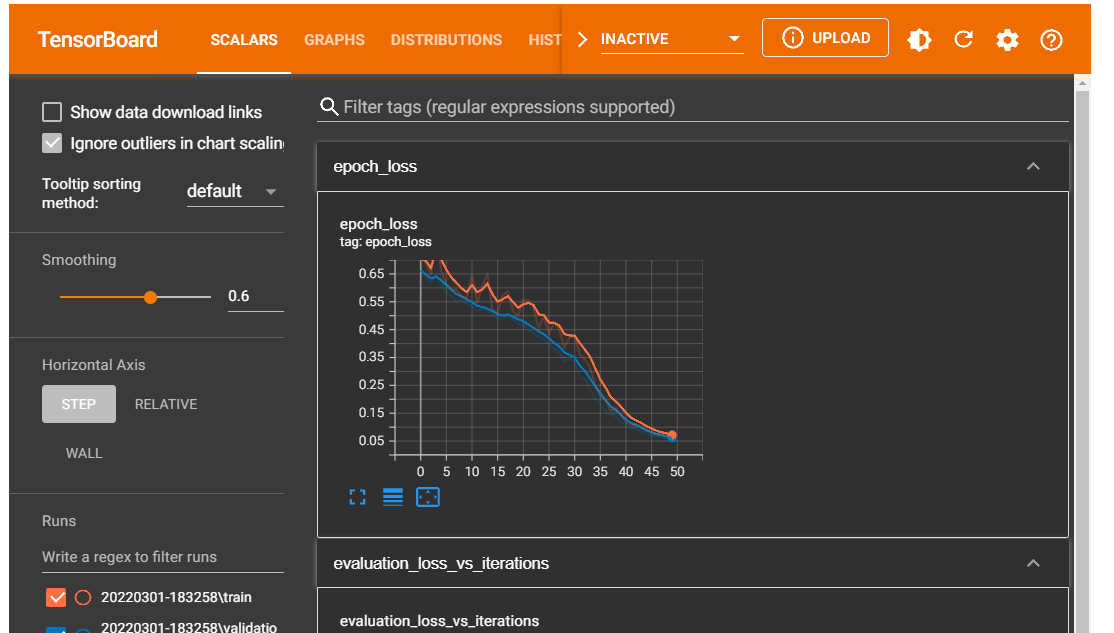 TensorBoard
SCALARS
GRAPHS
DISTRIBUTIONS
HIST
INACTIVE
UPLOAD
Show data download links
Ignore outliers in chart scaling
Tooltip sorting
method:
default
Smoothing
0.6
Horizontal Axis
STEP
RELATIVE
WALL
Runs
Write a regex to filter runs
20220301-183258\train
20220301-183258\validatio
Filter tags (regular expressions supported)
epoch_loss
epoch_loss
tag: epoch_loss
0.65
0.55
0.45
0.35
0.25
0.15
0.05
0 5 10 15 20 25 30 35 40 45 50
evaluation_loss_vs_iterations
evaluation_loss_vs_iterations